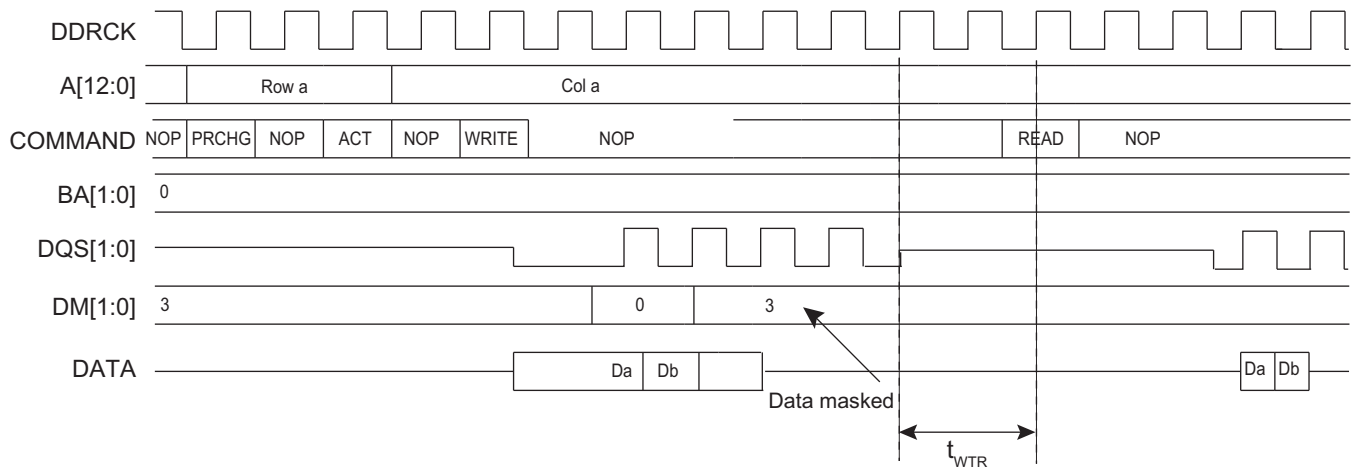 DDRCK
A[12:0] Row a Col a
COMMAND NOP PRCHG NOP ACT NOP WRITE NOP READ NOP
BA[1:0] 0
DQS[1:0]
DM[1:0] 3 0 3
DATA Da Db Da Db
Data masked
tWTR